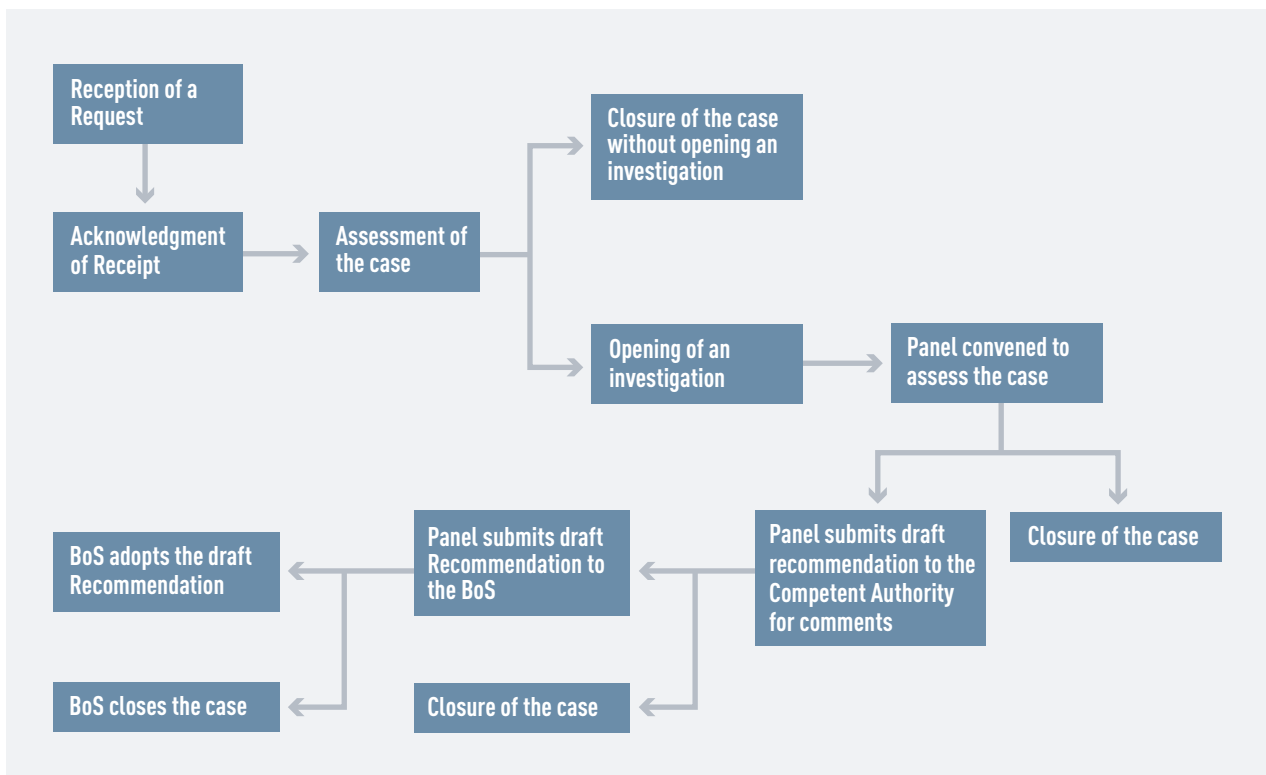 Reception of a
Request
Acknowledgment
of Receipt
Assessment of
the case
Closure of the case
without opening an
investigation
Opening of an
investigation
Panel convened to
assess the case
Closure of the case
Panel submits draft
recommendation to the
Competent Authority
for comments
Panel submits draft
Recommendation to
the BoS
Closure of the case
BoS adopts the draft
Recommendation
BoS closes the case